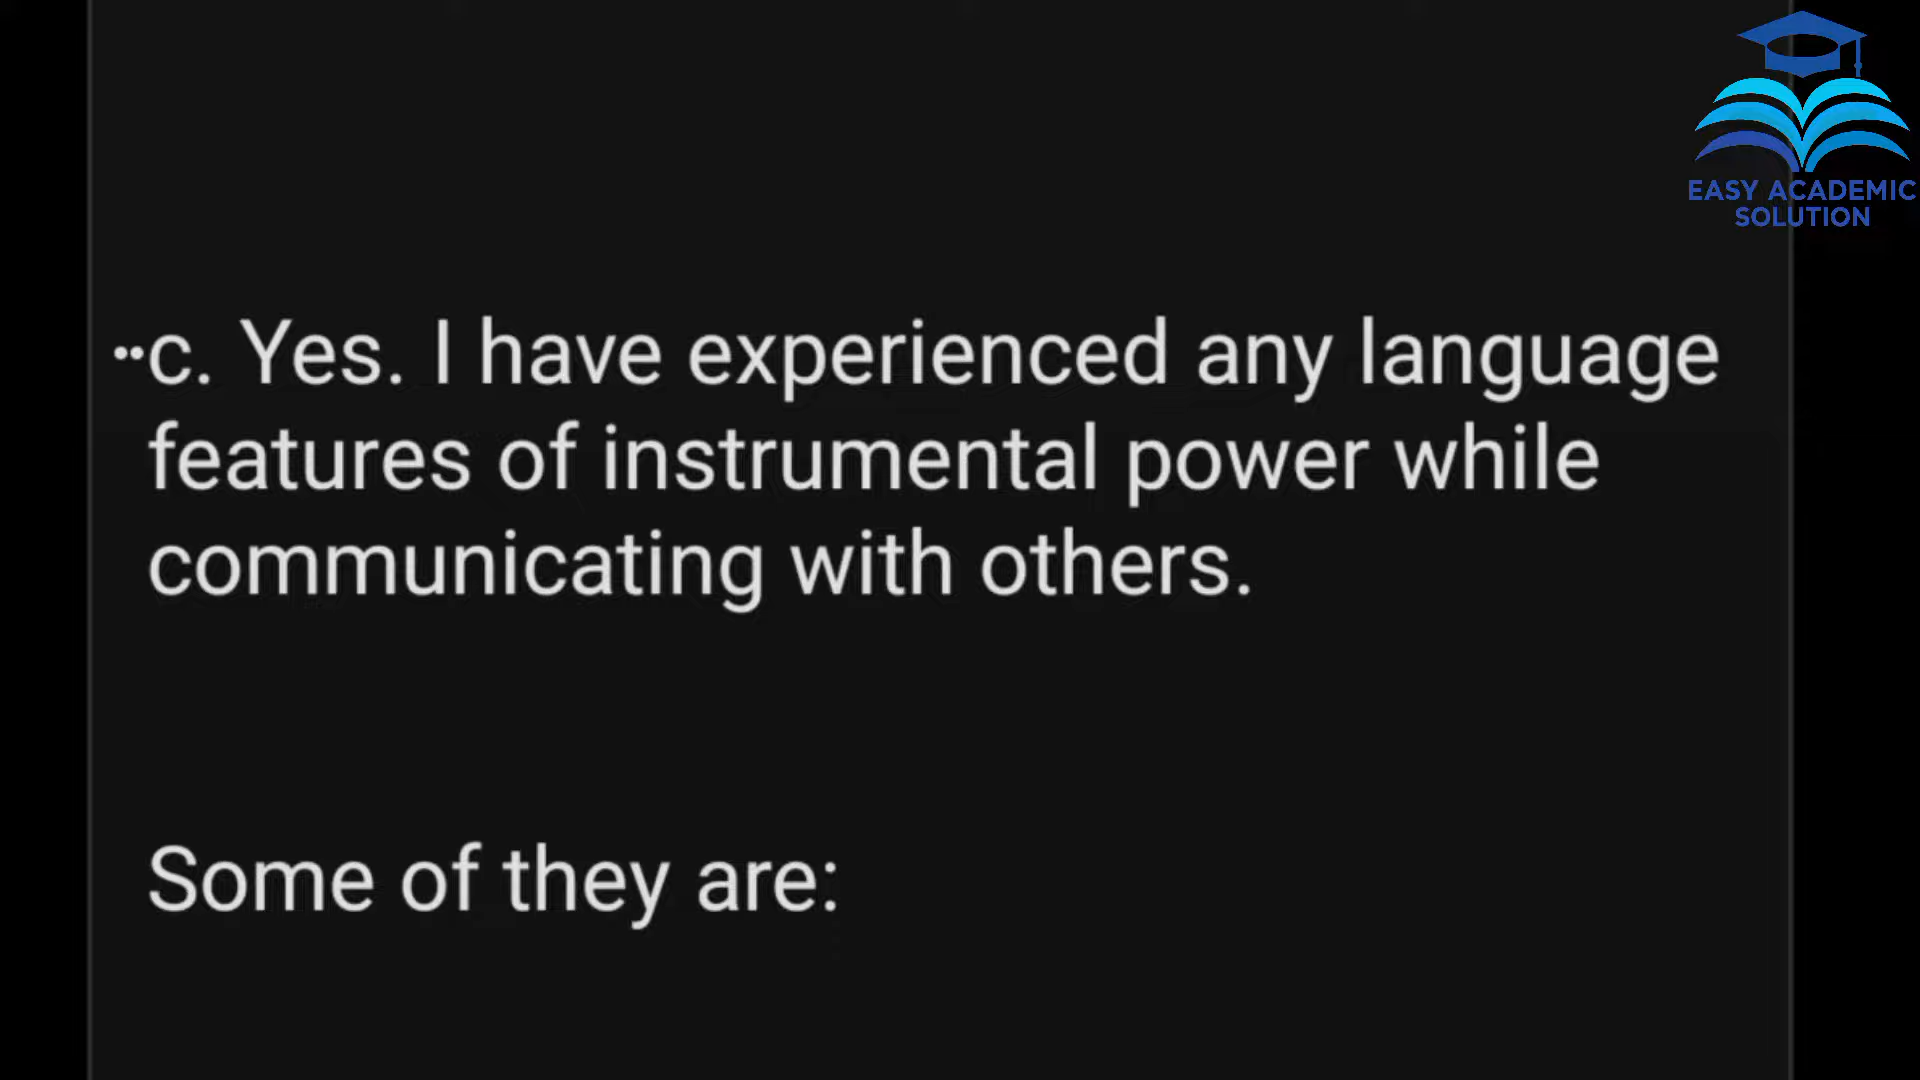 EASY ACADEMIC
SOLUTION
··c. Yes. I have experienced any language
features of instrumental power while
communicating with others.
Some of they are: